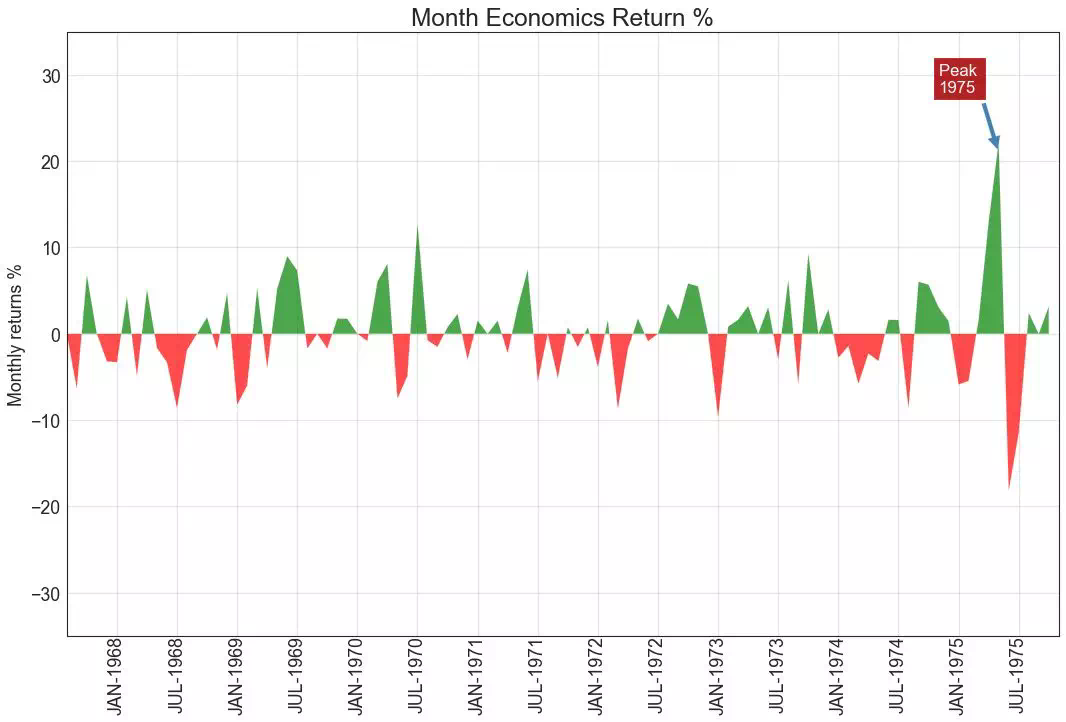 Month Economics Return %
Peak
1975
Monthly returns %
30
20
10
0
−10
−20
−30
JAN-1968
JUL-1968
JAN-1969
JUL-1969
JAN-1970
JUL-1970
JAN-1971
JUL-1971
JAN-1972
JUL-1972
JAN-1973
JUL-1973
JAN-1974
JUL-1974
JAN-1975
JUL-1975